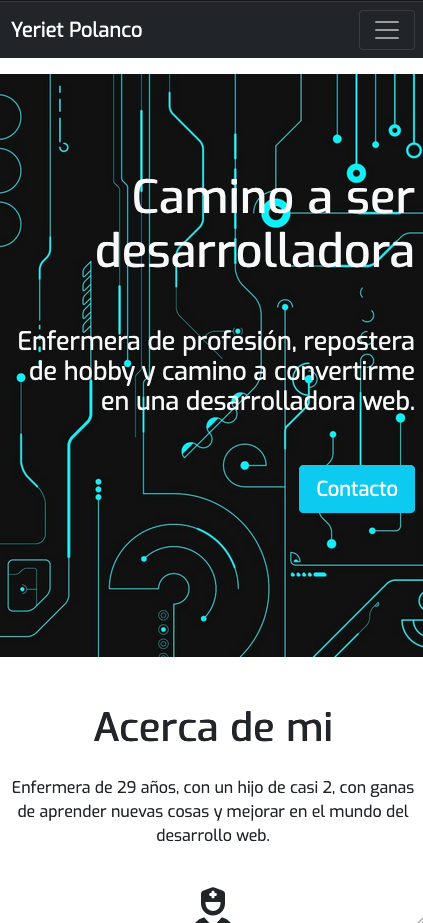 Yeriet Polanco
Camino a ser
desarrolladora
Enfermera de profesión, repostera
de hobby y camino a convertirme
en una desarrolladora web.
Contacto
Acerca de mi
Enfermera de 29 años, con un hijo de casi 2, con ganas
de aprender nuevas cosas y mejorar en el mundo del
desarrollo web.